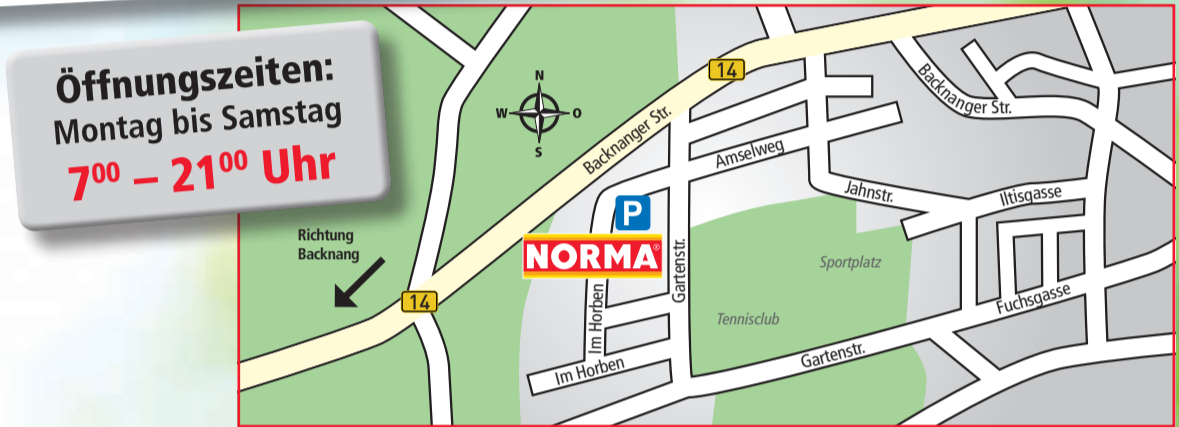 Öffnungszeiten:
Montag bis Samstag
7⁰⁰ – 21⁰⁰ Uhr
N
W
O
S
14
Backnanger Str.
Backnanger Str.
Amselweg
P
Jahnstr.
Iltisgasse
Richtung
Backnang
NORMA®
Gartenstr.
Sportplatz
14
Im Horben
Tennisclub
Fuchsgasse
Gartenstr.
Im Horben